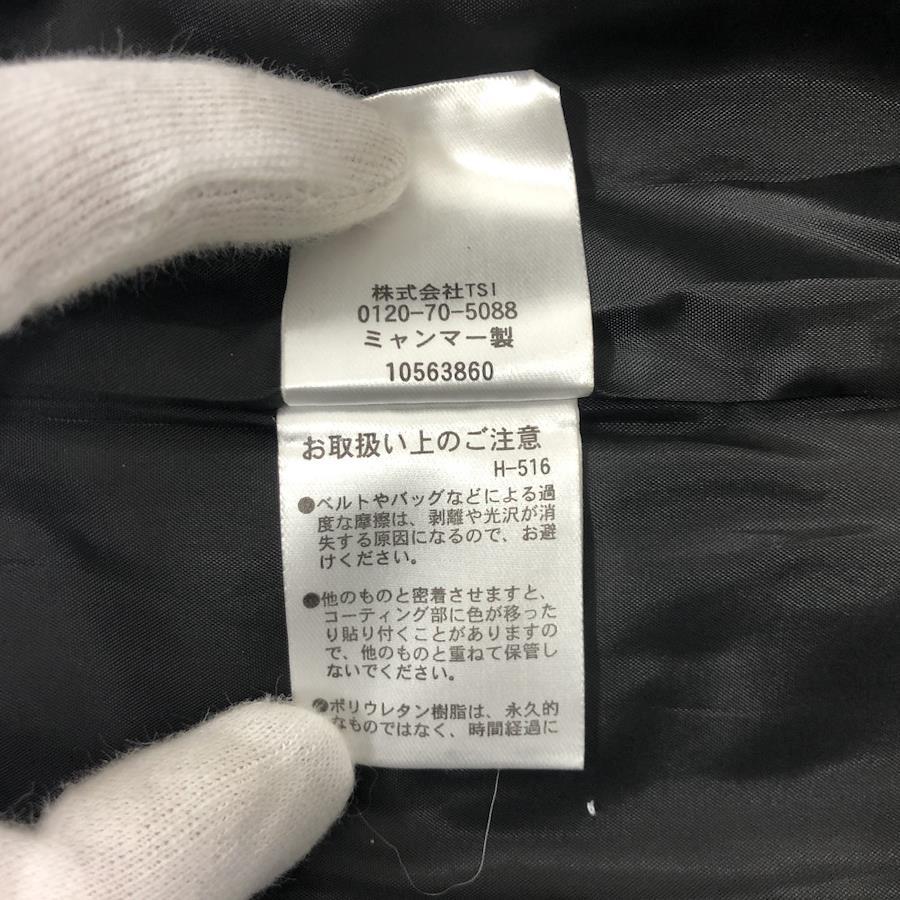 株式会社TSI
0120-70-5088
ミャンマー製
10563860
お取扱い上のご注意
H-516
●ベルトやバッグなどによる過
度な摩擦は、剥離や光沢が消
失する原因になるので、お避
けください。
●他のものと密着させますと、
コーティング部に色が移った
り貼り付くことがありますの
で、他のものと重ねて保管し
ないでください。
●ポリウレタン樹脂は、永久的
なものではなく、時間経過に